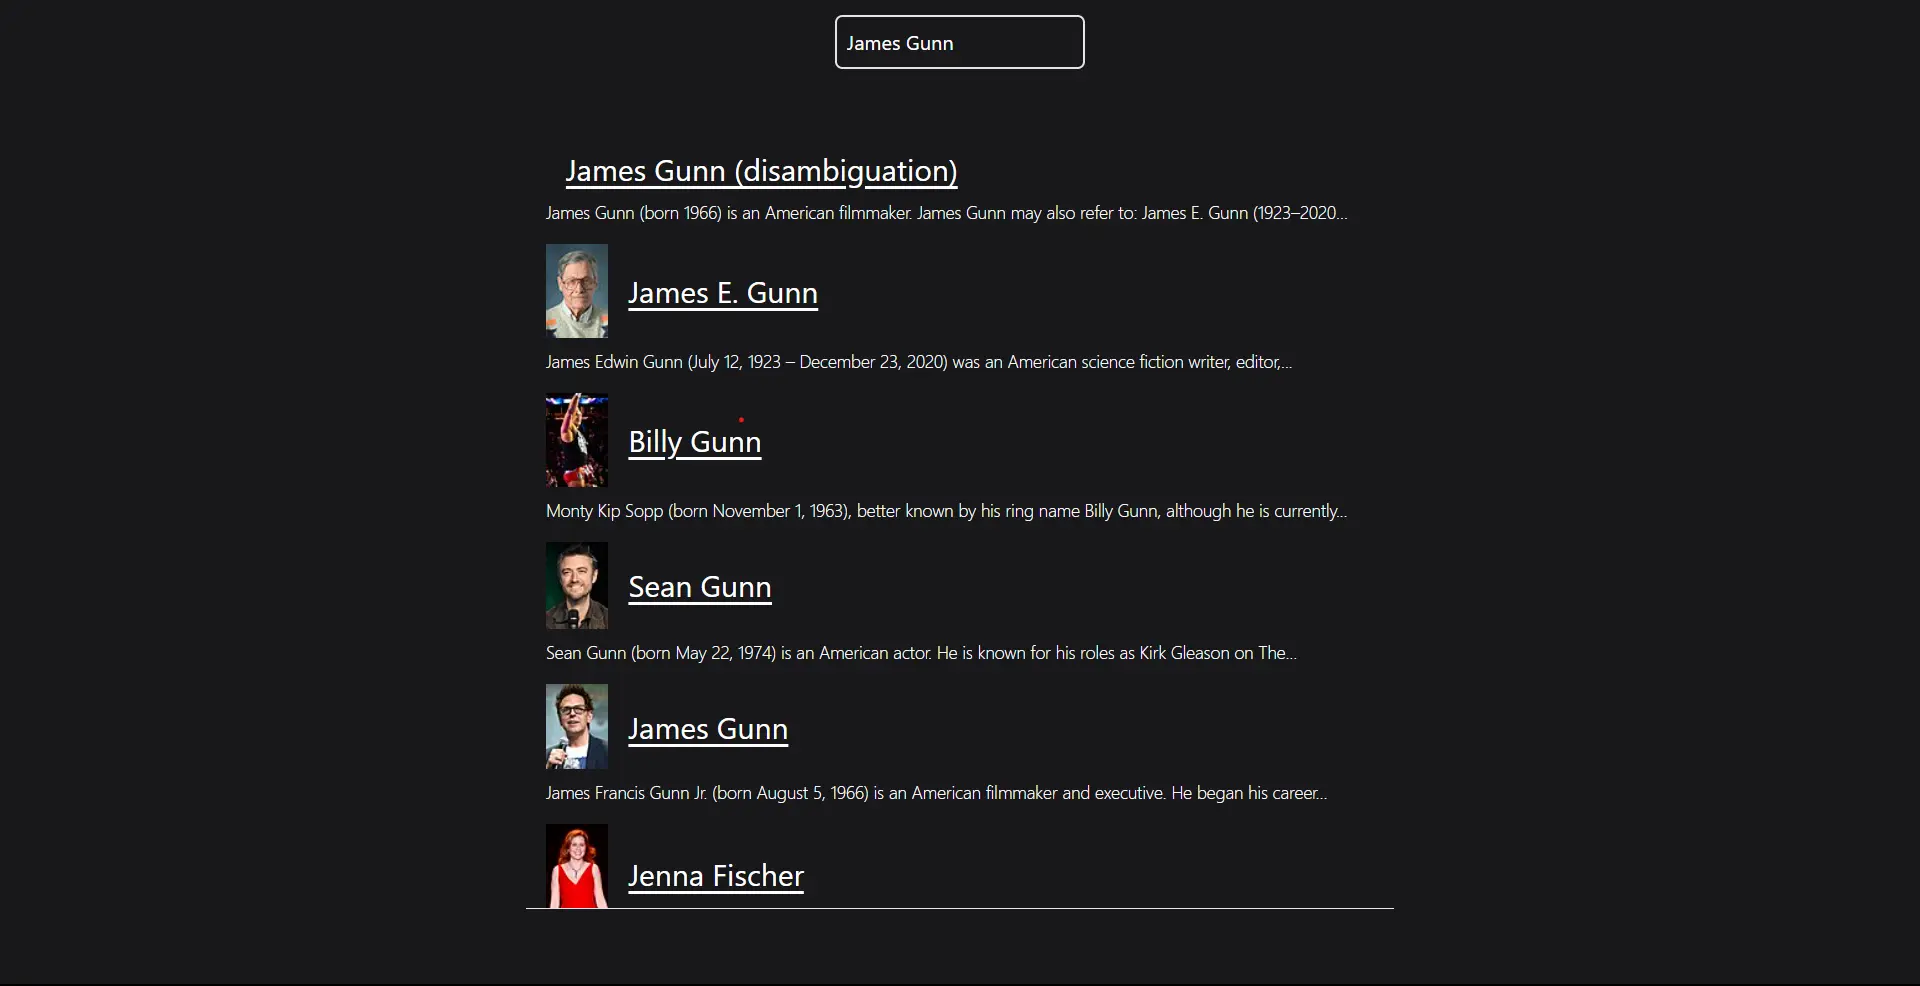 James Gunn
James Gunn (disambiguation)
James Gunn (born 1966) is an American filmmaker. James Gunn may also refer to: James E. Gunn (1923–2020...
James E. Gunn
James Edwin Gunn (July 12, 1923 – December 23, 2020) was an American science fiction writer, editor,...
Billy Gunn
Monty Kip Sopp (born November 1, 1963), better known by his ring name Billy Gunn, although he is currently...
Sean Gunn
Sean Gunn (born May 22, 1974) is an American actor. He is known for his roles as Kirk Gleason on The...
James Gunn
James Francis Gunn Jr. (born August 5, 1966) is an American filmmaker and executive. He began his career...
Jenna Fischer